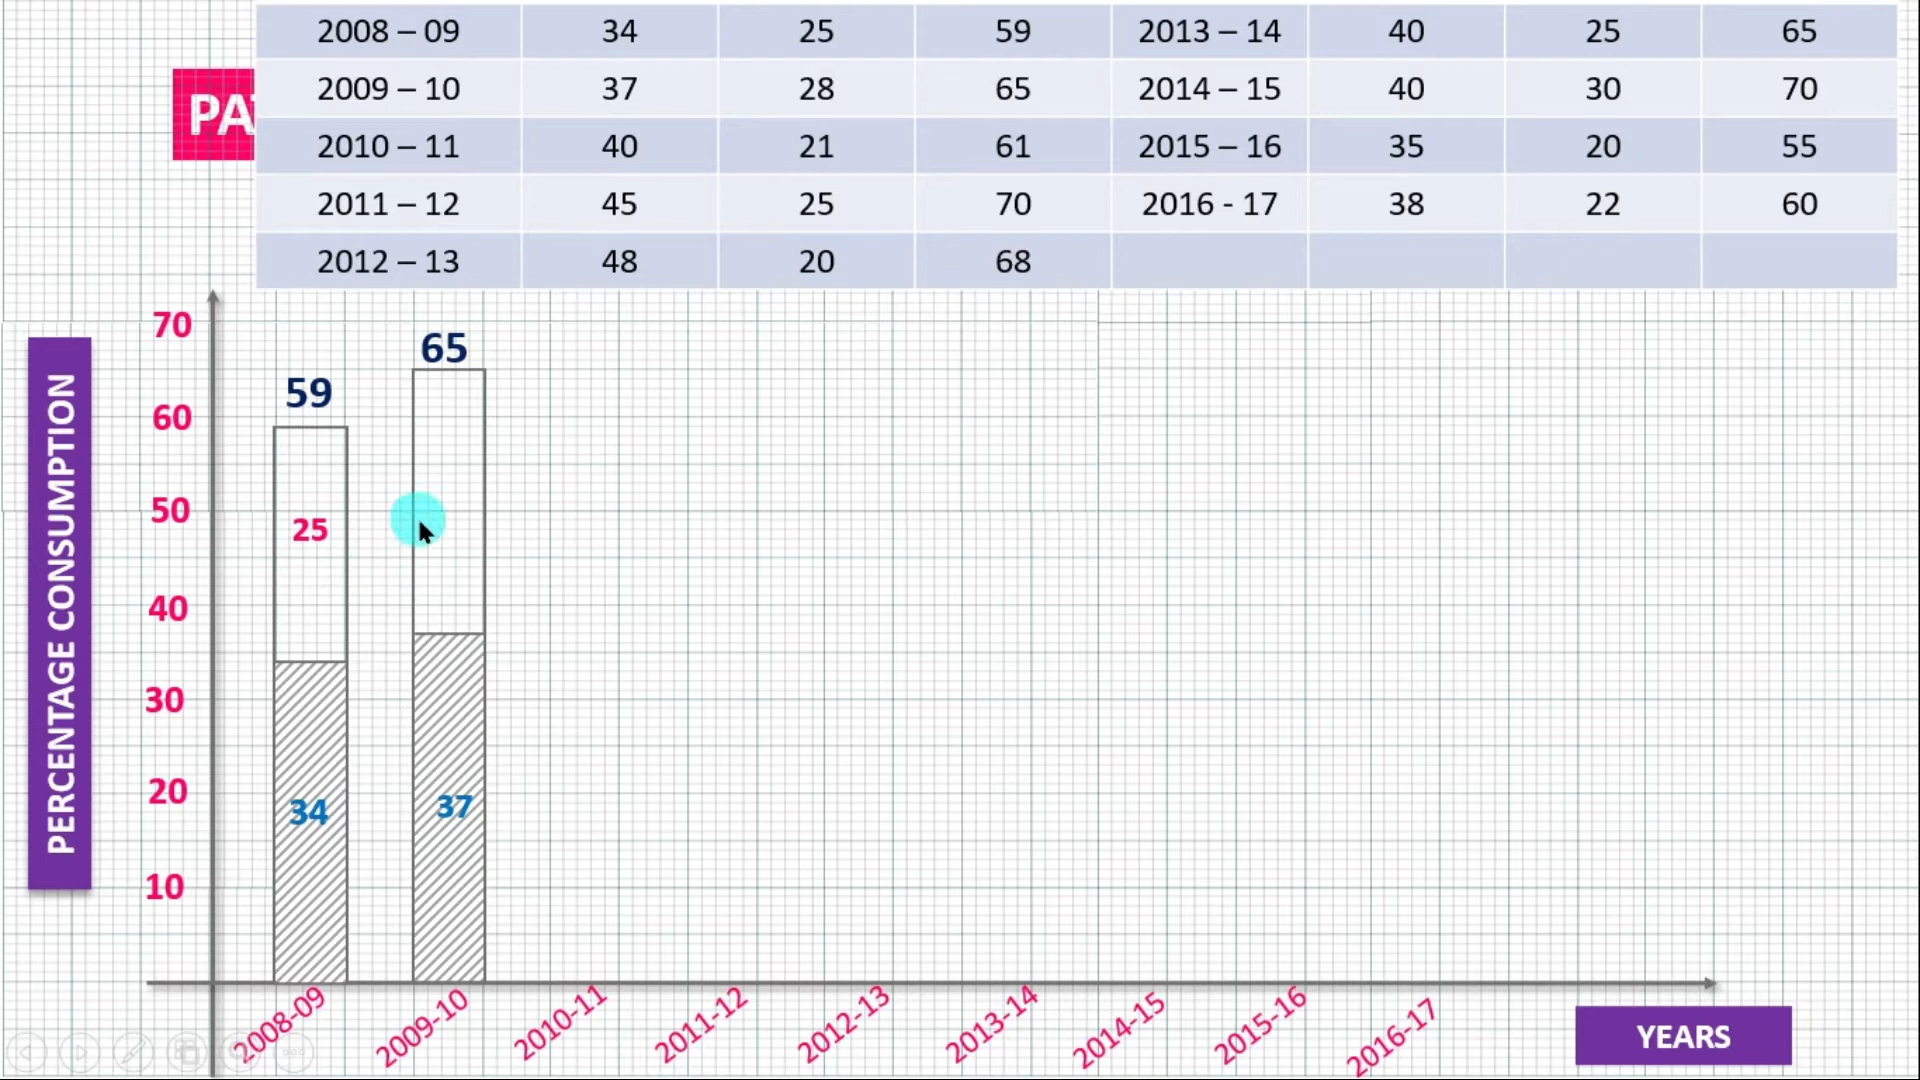 2008 – 09 34 25 59 2013 – 14 40 25 65
2009 – 10 37 28 65 2014 – 15 40 30 70
PA
2010 – 11 40 21 61 2015 – 16 35 20 55
2011 – 12 45 25 70 2016 - 17 38 22 60
2012 – 13 48 20 68
70
65
59
60
50
25
40
30
20
34
37
10
PERCENTAGE CONSUMPTION
2008-09
2009-10
2010-11
2011-12
2012-13
2013-14
2014-15
2015-16
2016-17
YEARS